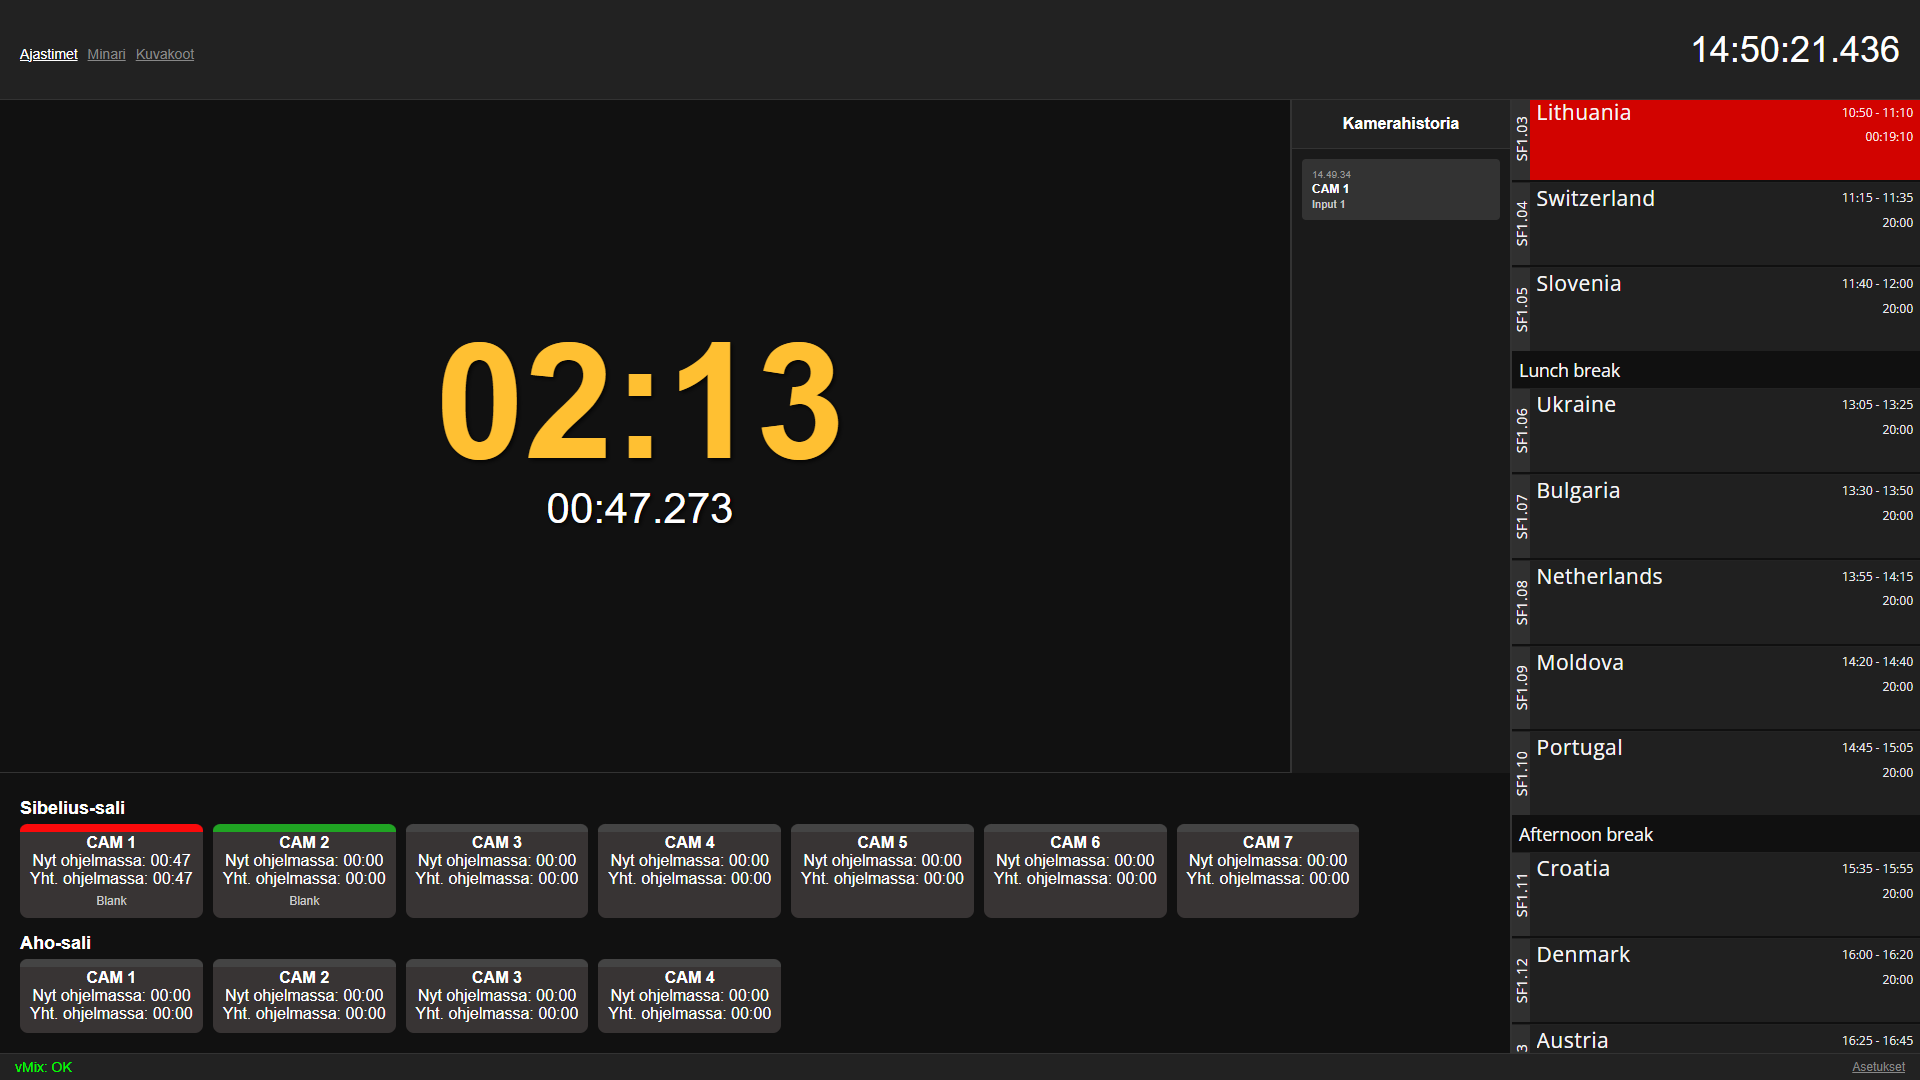 Ajastimet Minari Kuvakoot
14:50:21.436
02:13
00:47.273
Kamerahistoria
14.49.34
CAM 1
Input 1
SF1.03
Lithuania 10:50 - 11:10
00:19:10
SF1.04
Switzerland 11:15 - 11:35
20:00
SF1.05
Slovenia 11:40 - 12:00
20:00
Lunch break
SF1.06
Ukraine 13:05 - 13:25
20:00
SF1.07
Bulgaria 13:30 - 13:50
20:00
SF1.08
Netherlands 13:55 - 14:15
20:00
SF1.09
Moldova 14:20 - 14:40
20:00
SF1.10
Portugal 14:45 - 15:05
20:00
Afternoon break
SF1.11
Croatia 15:35 - 15:55
20:00
SF1.12
Denmark 16:00 - 16:20
20:00
3
Austria 16:25 - 16:45
Sibelius-sali
CAM 1
Nyt ohjelmassa: 00:47
Yht. ohjelmassa: 00:47
Blank
CAM 2
Nyt ohjelmassa: 00:00
Yht. ohjelmassa: 00:00
Blank
CAM 3
Nyt ohjelmassa: 00:00
Yht. ohjelmassa: 00:00
CAM 4
Nyt ohjelmassa: 00:00
Yht. ohjelmassa: 00:00
CAM 5
Nyt ohjelmassa: 00:00
Yht. ohjelmassa: 00:00
CAM 6
Nyt ohjelmassa: 00:00
Yht. ohjelmassa: 00:00
CAM 7
Nyt ohjelmassa: 00:00
Yht. ohjelmassa: 00:00
Aho-sali
CAM 1
Nyt ohjelmassa: 00:00
Yht. ohjelmassa: 00:00
CAM 2
Nyt ohjelmassa: 00:00
Yht. ohjelmassa: 00:00
CAM 3
Nyt ohjelmassa: 00:00
Yht. ohjelmassa: 00:00
CAM 4
Nyt ohjelmassa: 00:00
Yht. ohjelmassa: 00:00
vMix: OK
Asetukset